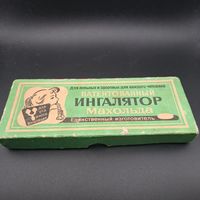 Для больных и здоровых для каждого человека
ПАТЕНТОВАННЫЙ
ИНГАЛЯТОР
Махольда
Единственный изготовитель